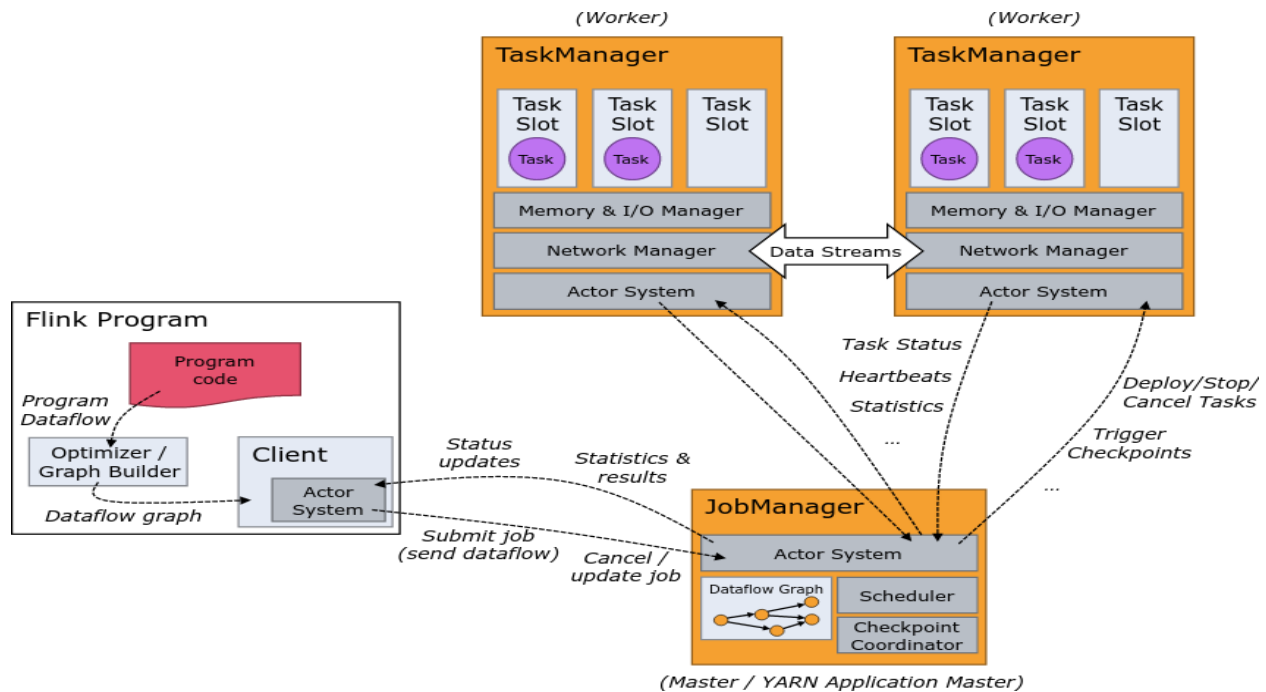 (Worker)
(Worker)
TaskManager
TaskManager
Task
Slot
Task
Task
Slot
Task
Task
Slot
Task
Slot
Task
Task
Slot
Task
Task
Slot
Memory & I/O Manager
Memory & I/O Manager
Network Manager
Data Streams
Network Manager
Actor System
Actor System
Flink Program
Program
code
Program
Dataflow
Optimizer /
Graph Builder
Dataflow graph
Client
Actor
System
Status
updates
Statistics &
results
Submit job
(send dataflow)
Cancel /
update job
Task Status
Heartbeats
Statistics
...
Deploy/Stop/
Cancel Tasks
Trigger
Checkpoints
...
JobManager
Actor System
Dataflow Graph
Scheduler
Checkpoint
Coordinator
(Master / YARN Application Master)